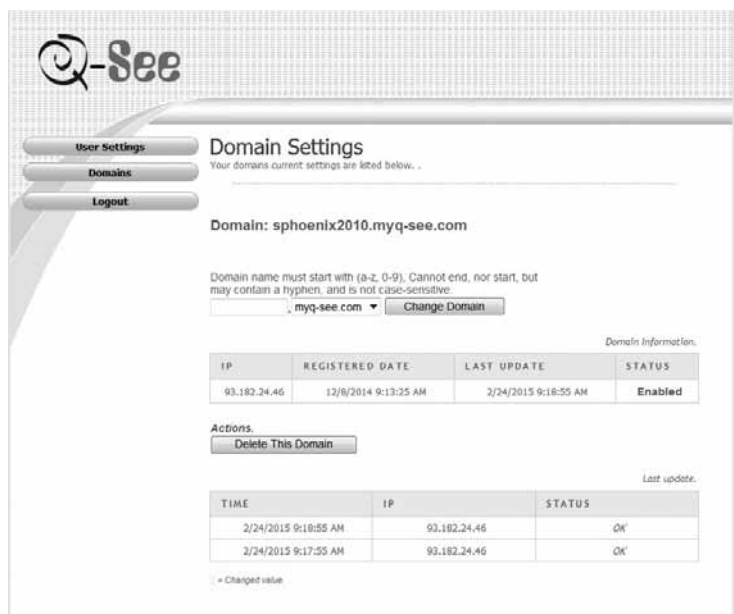 Q-See
User Settings
Domains
Logout
Domain Settings
Your domains current settings are listed below. .
Domain: sphoenix2010.myq-see.com
Domain name must start with (a-z, 0-9), Cannot end, nor start, but
may contain a hyphen, and is not case-sensitive.
. myq-see.com Change Domain
Domain Information.
IP REGISTERED DATE LAST UPDATE STATUS
93.182.24.46 12/8/2014 9:13:25 AM 2/24/2015 9:18:55 AM Enabled
Actions.
Delete This Domain
Last update.
TIME IP STATUS
2/24/2015 9:18:55 AM 93.182.24.46 OK
2/24/2015 9:17:55 AM 93.182.24.46 OK
= Changed value